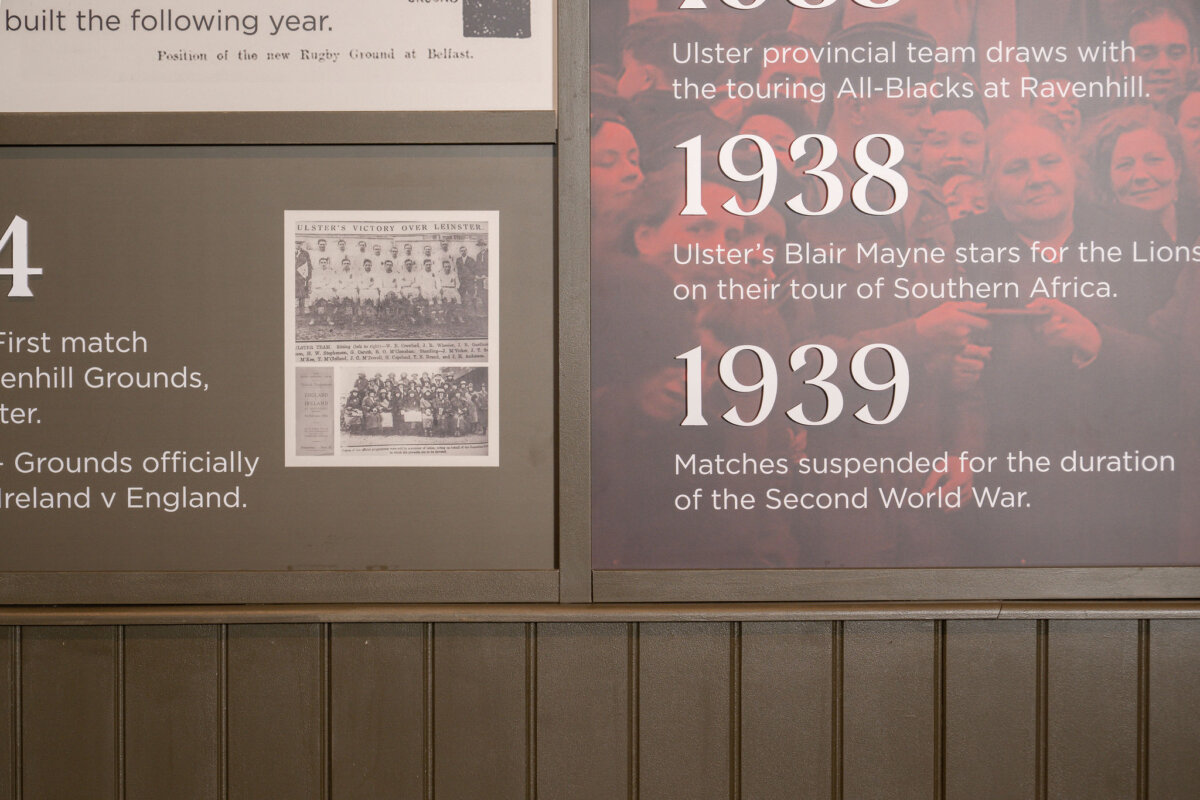 built the following year.
Position of the new Rugby Ground at Belfast.
4
First match
enhill Grounds,
ter.
- Grounds officially
Ireland v England.
ULSTER'S VICTORY OVER LEINSTER.
ENGLAND
IRELAND
Ulster provincial team draws with
the touring All-Blacks at Ravenhill.
1938
Ulster’s Blair Mayne stars for the Lions
on their tour of Southern Africa.
1939
Matches suspended for the duration
of the Second World War.